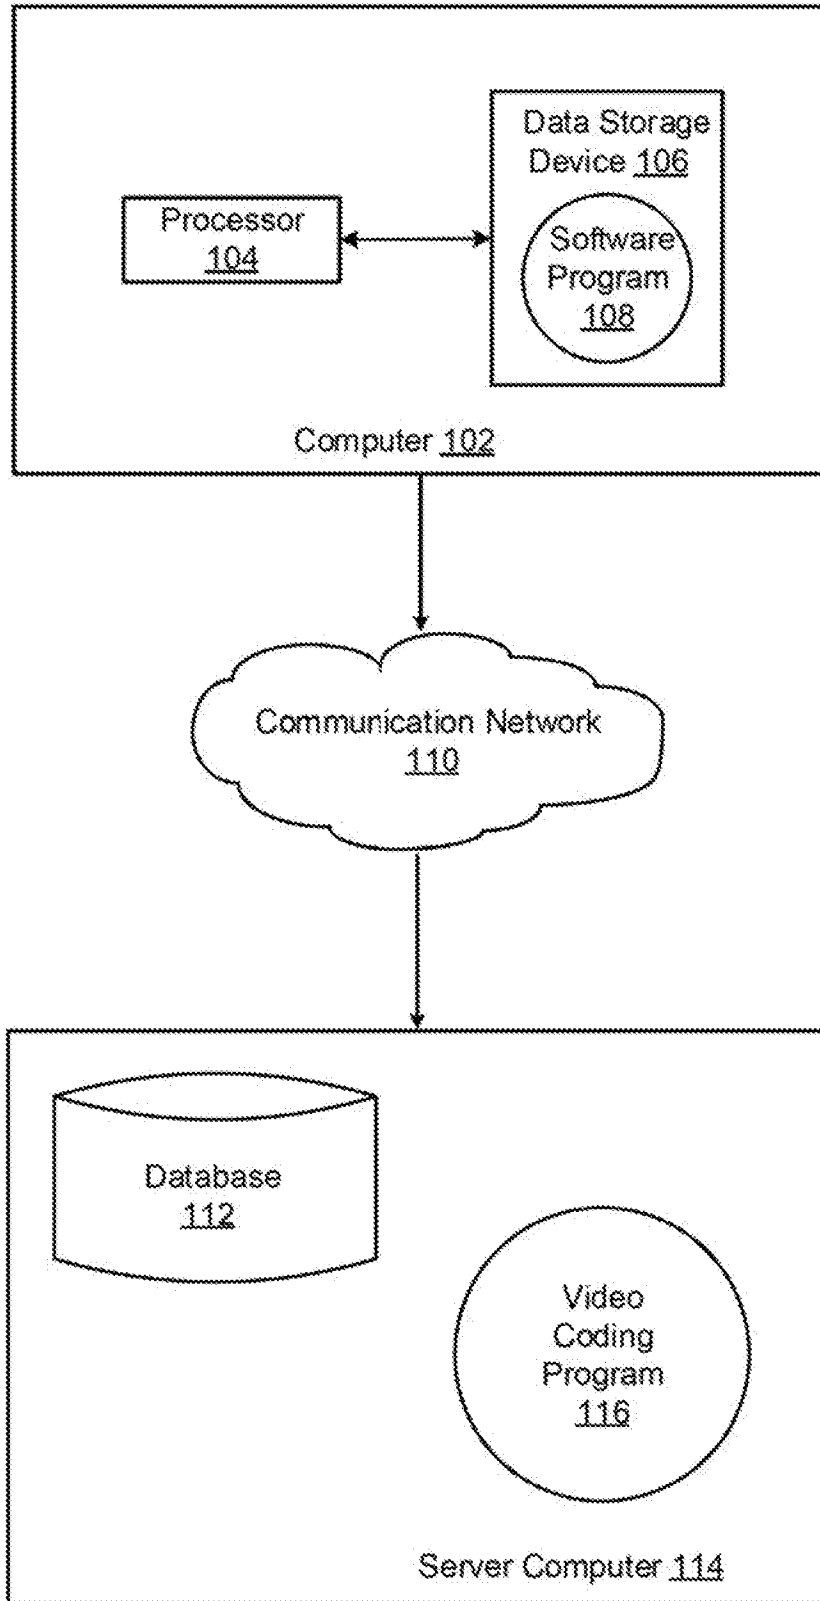 Data Storage
Device 106
Processor
104
Software
Program
108
Computer 102
Communication Network
110
Database
112
Video
Coding
Program
116
Server Computer 114